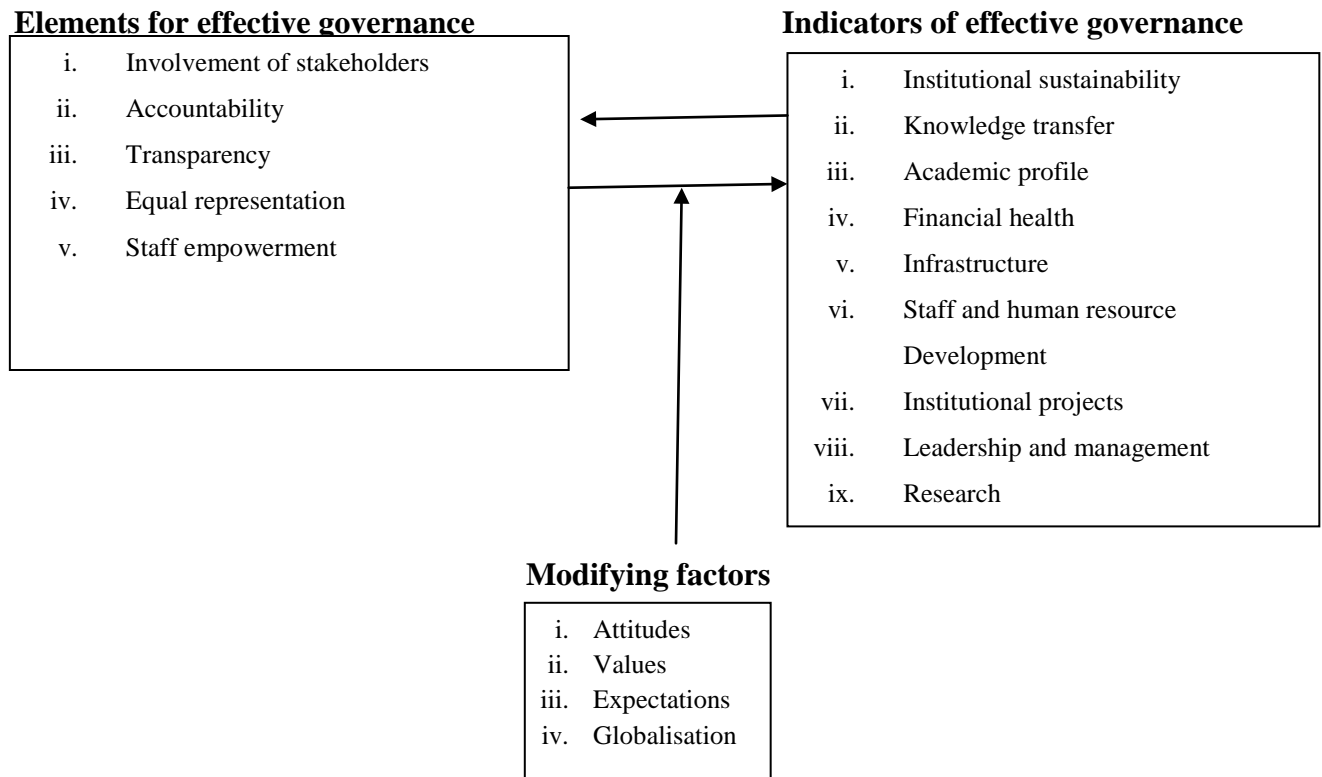 Elements for effective governance
i. Involvement of stakeholders
ii. Accountability
iii. Transparency
iv. Equal representation
v. Staff empowerment
Indicators of effective governance
i. Institutional sustainability
ii. Knowledge transfer
iii. Academic profile
iv. Financial health
v. Infrastructure
vi. Staff and human resource
Development
vii. Institutional projects
viii. Leadership and management
ix. Research
Modifying factors
i. Attitudes
ii. Values
iii. Expectations
iv. Globalisation